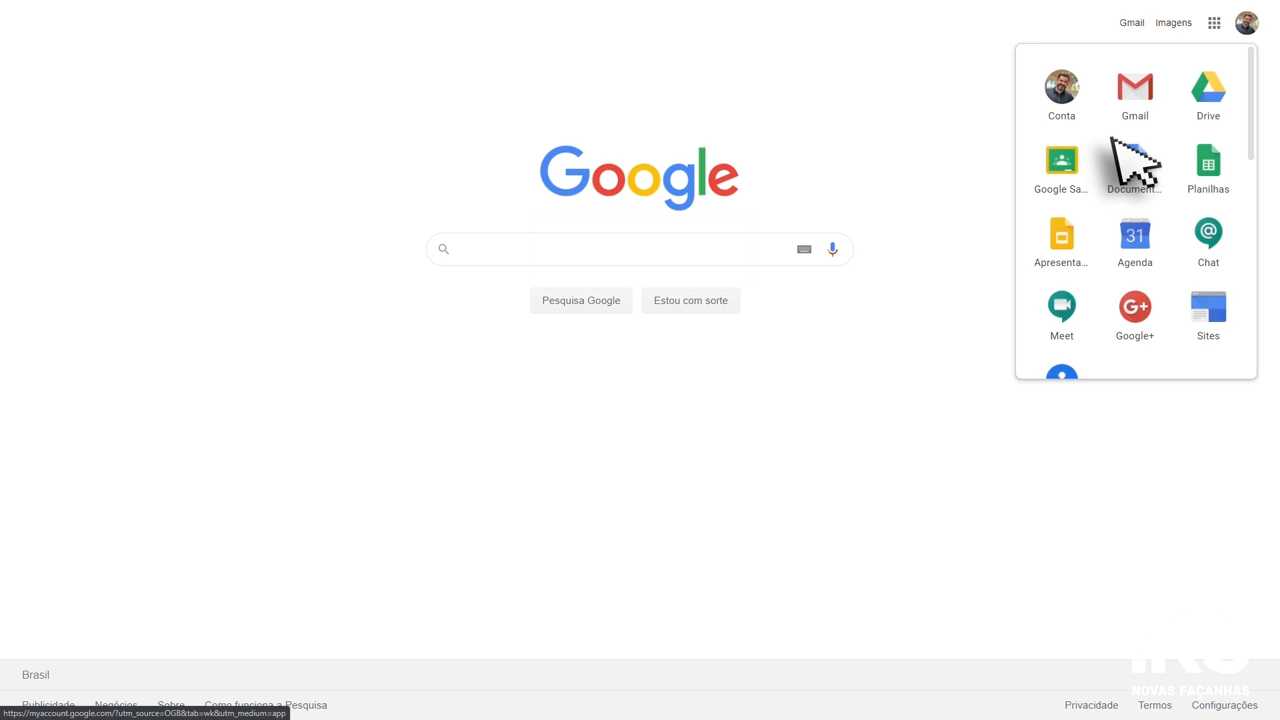 Gmail Imagens
Conta Gmail Drive
Google Sa... Document... Planilhas
Google
Apresenta... Agenda Chat
31
@
G+
Pesquisa Google Estou com sorte
Meet Google+ Sites
Brasil
NOVAS FAÇANHAS
Publicidade Negócios Sobre Como funciona a Pesquisa
Privacidade Termos Configurações
https://myaccount.google.com/?utm_source=OGB&tab=wk&utm_medium=app